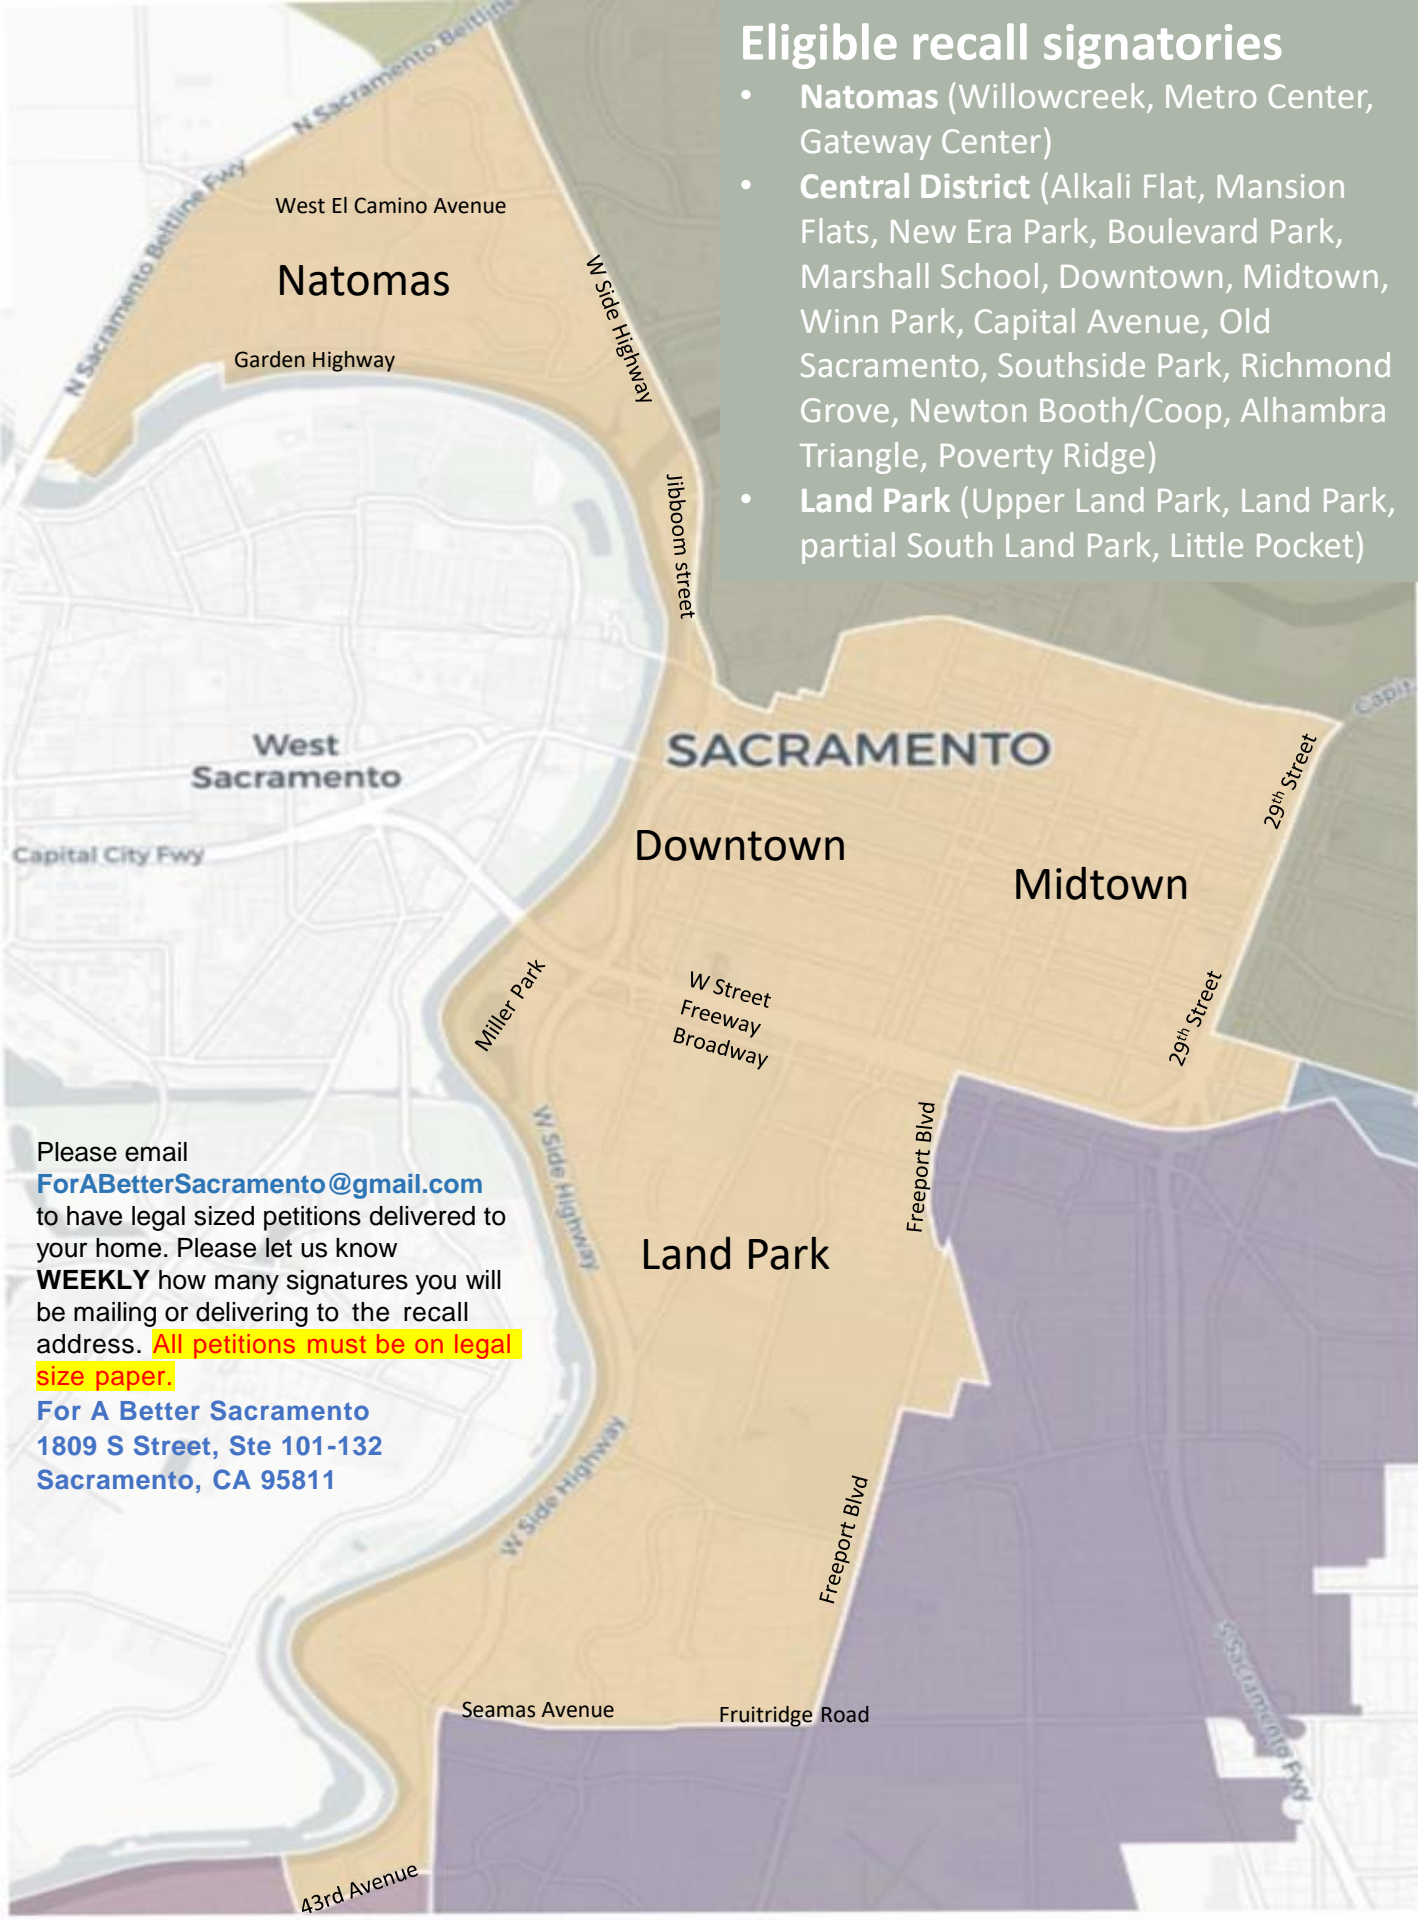 Eligible recall signatories
• Natomas (Willowcreek, Metro Center,
Gateway Center)
• Central District (Alkali Flat, Mansion
Flats, New Era Park, Boulevard Park,
Marshall School, Downtown, Midtown,
Winn Park, Capital Avenue, Old
Sacramento, Southside Park, Richmond
Grove, Newton Booth/Coop, Alhambra
Triangle, Poverty Ridge)
• Land Park (Upper Land Park, Land Park,
partial South Land Park, Little Pocket)
N Sacramento Beltline
N Sacramento Beltline Fwy
West El Camino Avenue
Natomas
W Side Highway
Garden Highway
Jibboom street
West
Sacramento
SACRAMENTO
Capit
29th Street
Downtown
Capital City Fwy
Midtown
Miller Park
W Street
Freeway
Broadway
29th Street
W Side Highway
Freeport Blvd
Land Park
Please email
ForABetterSacramento@gmail.com
to have legal sized petitions delivered to
your home. Please let us know
WEEKLY how many signatures you will
be mailing or delivering to the recall
address. All petitions must be on legal
size paper.
For A Better Sacramento
1809 S Street, Ste 101-132
Sacramento, CA 95811
W Side Highway
Freeport Blvd
S Sacramento Fwy
Seamas Avenue
Fruitridge Road
43rd Avenue